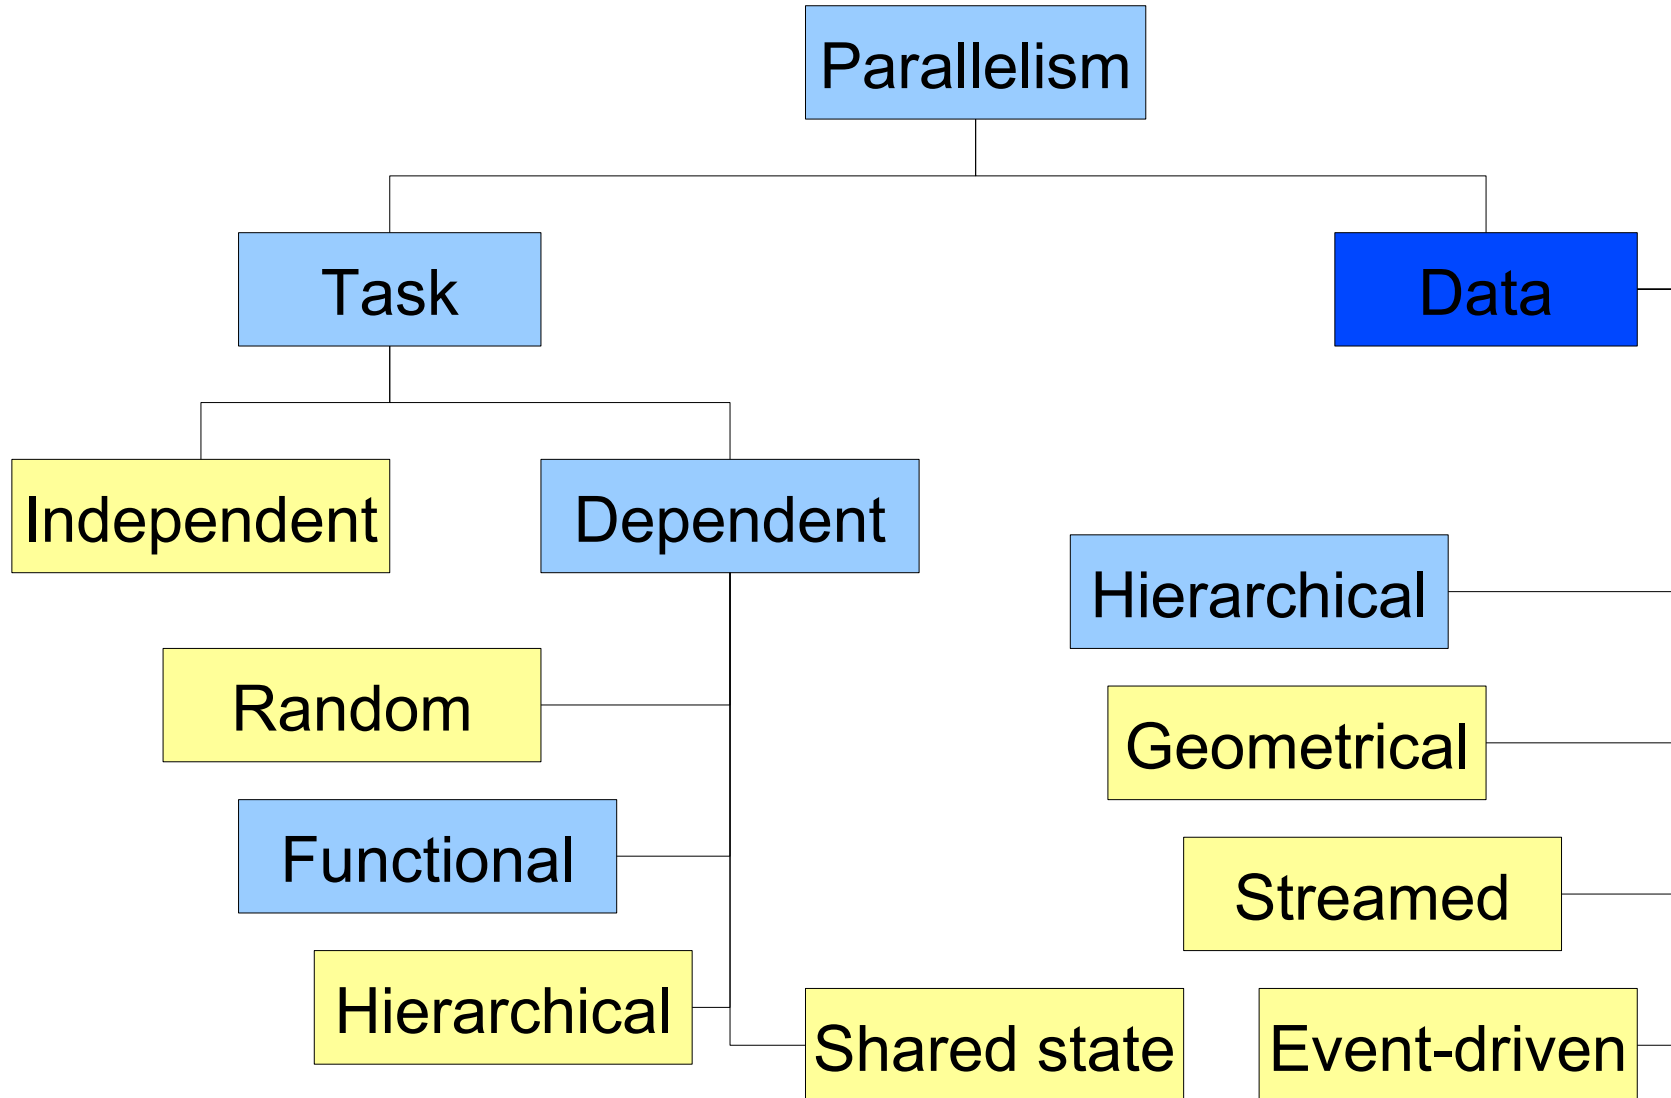 Parallelism
Task
Data
Independent
Dependent
Random
Functional
Hierarchical
Shared state
Hierarchical
Geometrical
Streamed
Event-driven